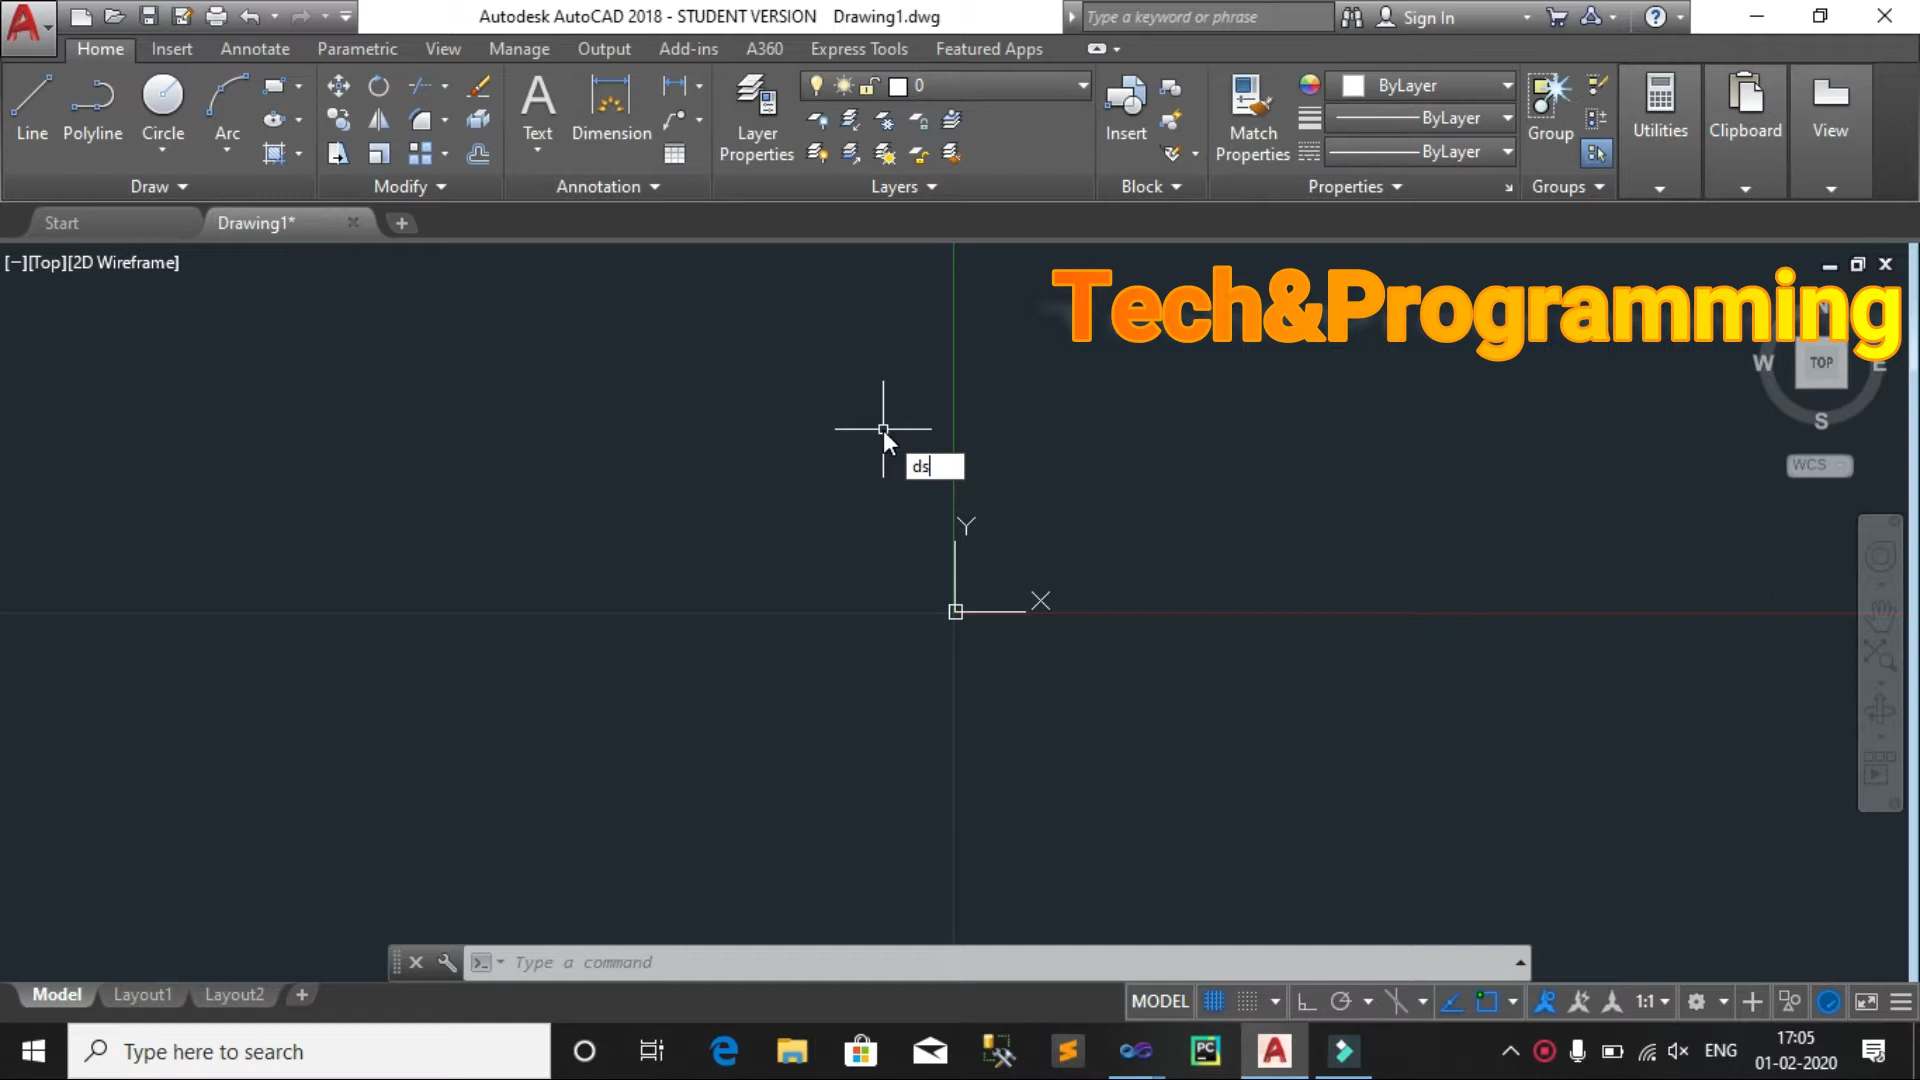 Autodesk AutoCAD 2018 - STUDENT VERSION Drawing1.dwg
Type a keyword or phrase
Sign In
Home Insert Annotate Parametric View Manage Output Add-ins A360 Express Tools Featured Apps
Line Polyline Circle Arc
Draw
Modify
Text Dimension
Annotation
Layer Properties
0
Layers
Insert
Block
Match Properties
ByLayer
ByLayer
ByLayer
Properties
Group
Groups
Utilities
Clipboard
View
Start
Drawing1*
[−][Top][2D Wireframe]
Tech&Programming
N
W TOP E
S
WCS
ds
Y
X
Type a command
Model Layout1 Layout2
MODEL
1:1
Type here to search
PC
ENG
17:05
01-02-2020